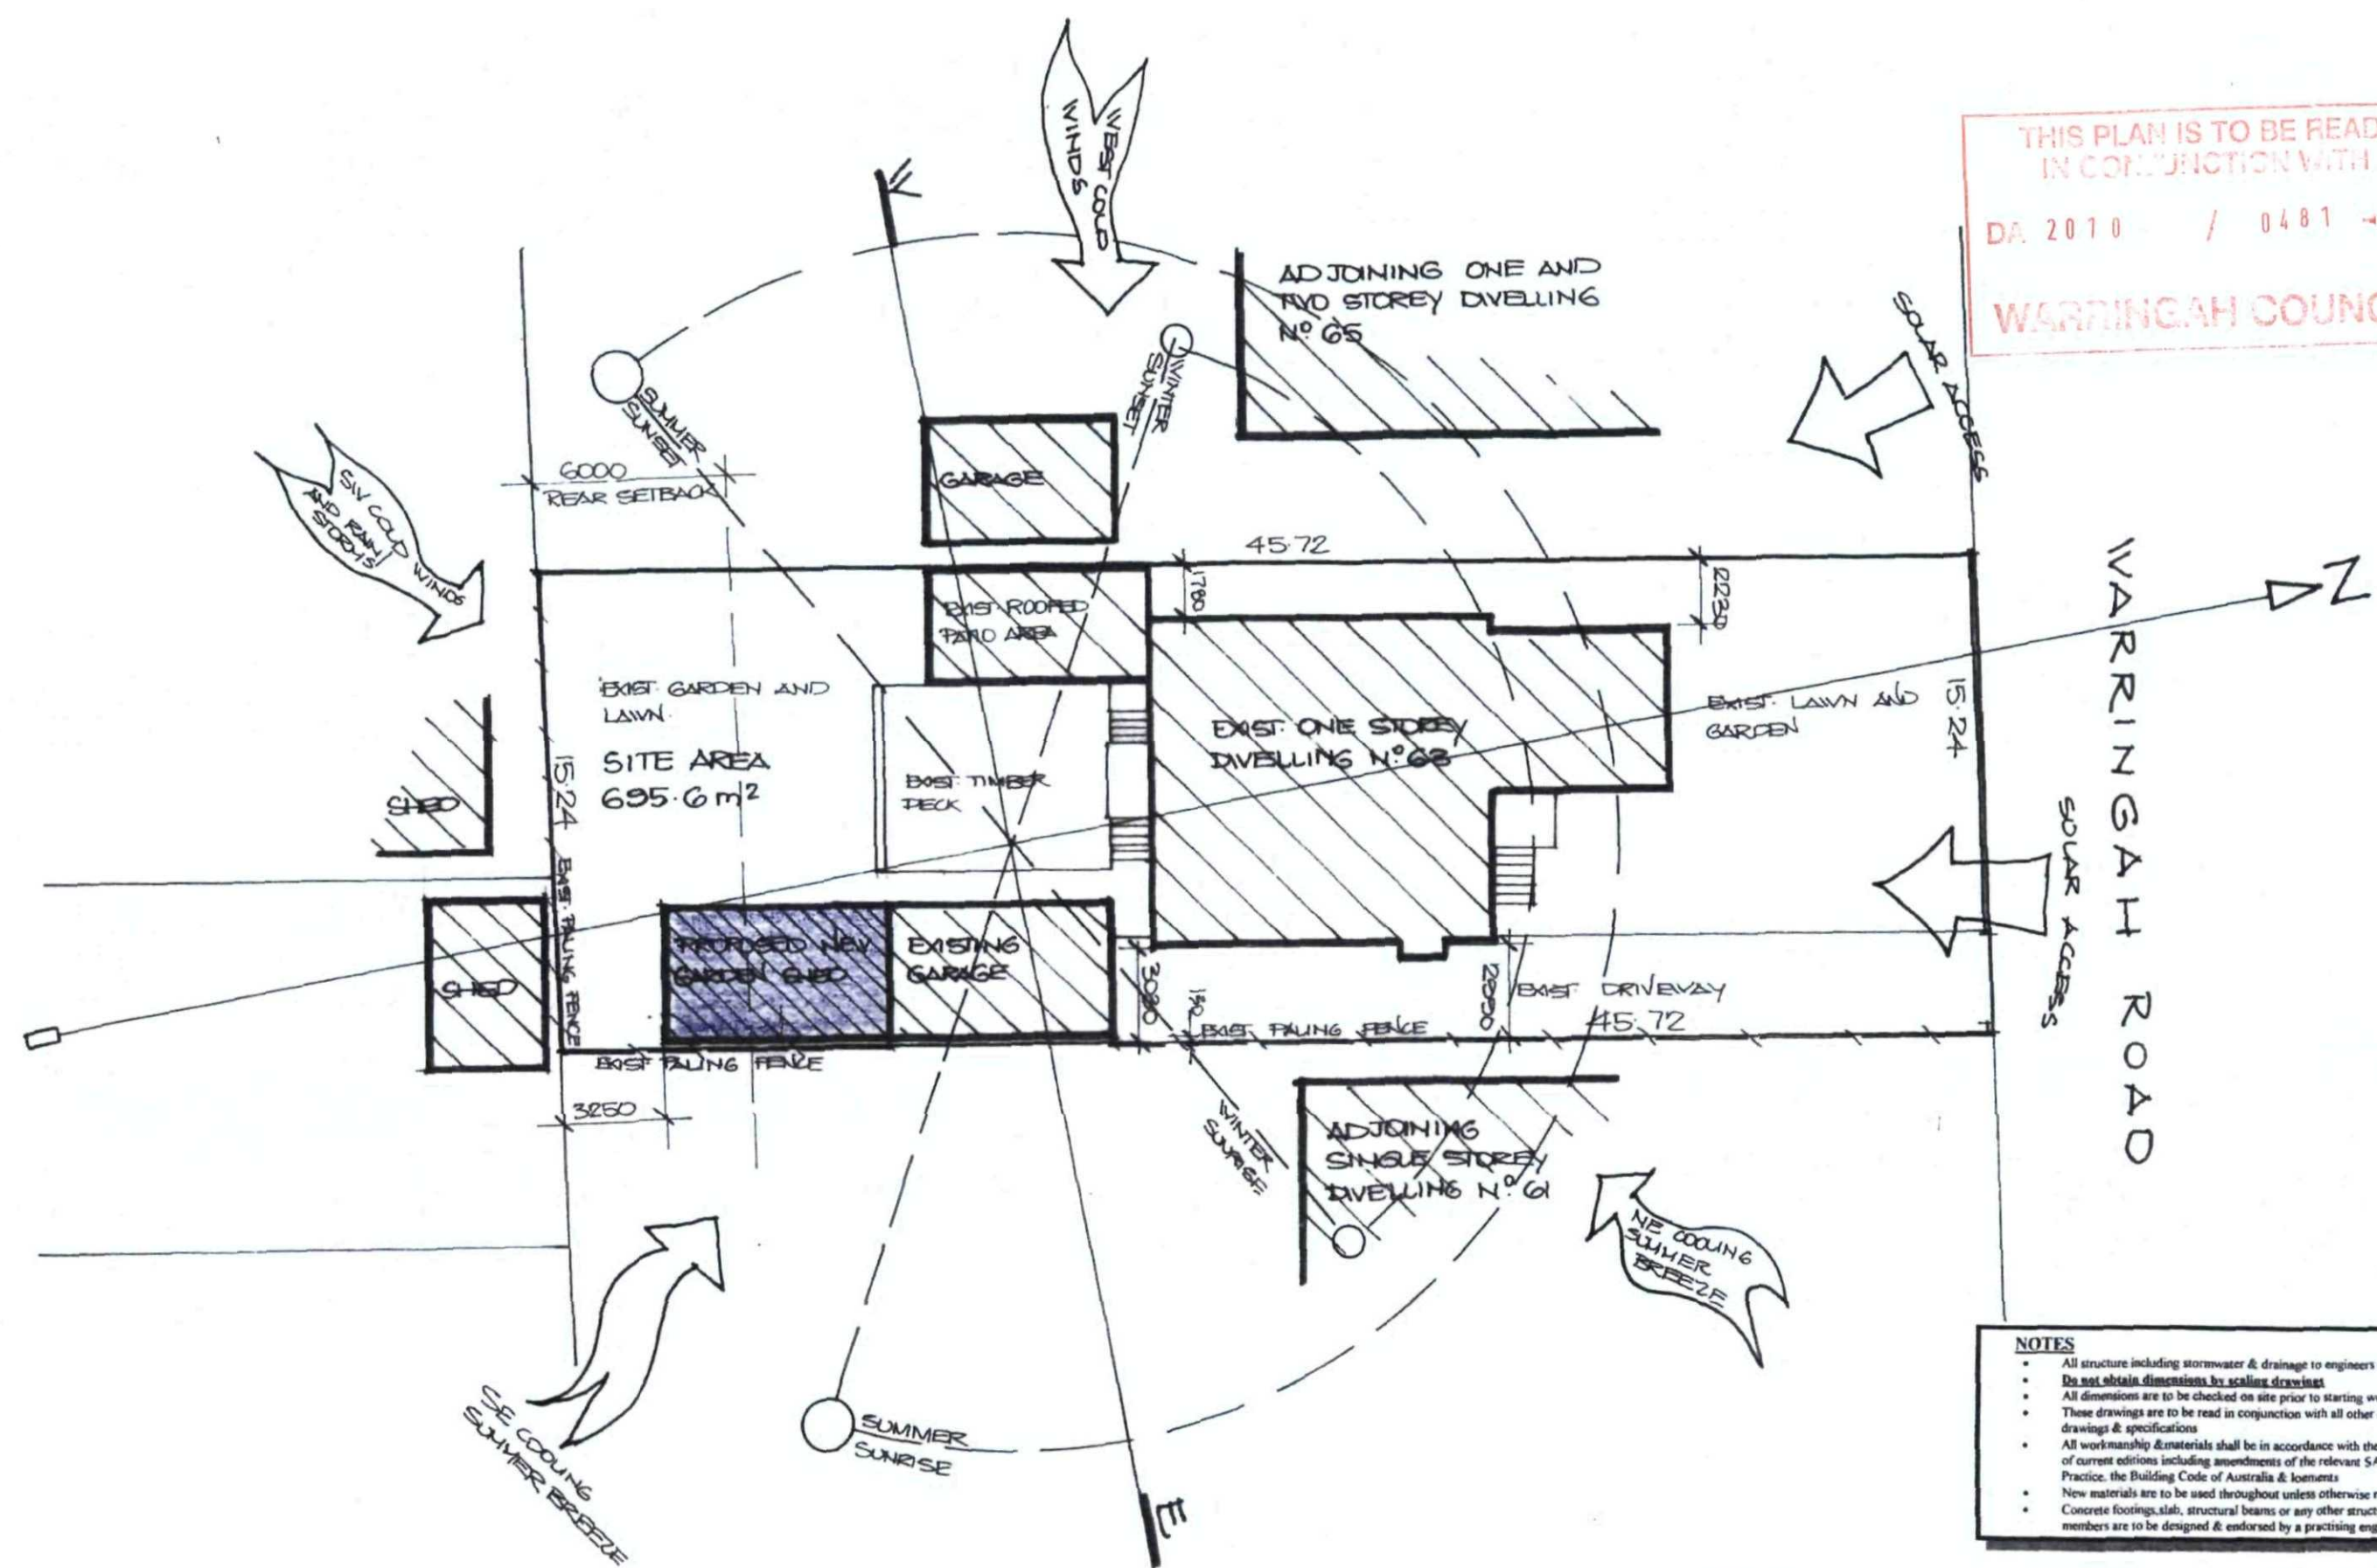 WEST COLD
WINDS
THIS PLAN IS TO BE READ
IN CONJUNCTION WITH
DA 2010 / 0481
WARRINGAH COUNC
W
ADJOINING ONE AND
TWO STOREY DWELLING
Nº 65
SOLAR ACCESS
WINTER
SUNSET
SUMMER
SUNSET
6000
REAR SETBACK
GARAGE
SW COLD WINDS
AND RAIN
STORMS
45.72
1780
2230
EXIST. ROOFED
PATIO AREA
N
WARRINGAH ROAD
EXIST. GARDEN AND
LAWN.
SITE AREA
695.6 m²
15.24
EXIST. TIMBER
DECK
EXIST. ONE STOREY
DWELLING Nº 63
EXIST. LAWN AND
GARDEN
15.24
SHED
SOLAR ACCESS
EXIST. PALING FENCE
SHED
PROPOSED NEW
GARDEN SHED
EXISTING
GARAGE
3080
2990
EXIST. DRIVEWAY
EXIST. PALING FENCE
45.72
EXIST PALING FENCE
3250
WINTER
SUNRISE
ADJOINING
SINGLE STOREY
DWELLING Nº 61
NE COOLING
SUMMER
BREEZE
SE COOLING
SUMMER BREEZE
SUMMER
SUNRISE
E
NOTES
• All structure including stormwater & drainage to engineers
• Do not obtain dimensions by scaling drawings
• All dimensions are to be checked on site prior to starting w
• These drawings are to be read in conjunction with all other
drawings & specifications
• All workmanship &materials shall be in accordance with the
of current editions including amendments of the relevant SA
Practice. the Building Code of Australia & loements
• New materials are to be used throughout unless otherwise n
• Concrete footings,slab, structural beams or any other struct
members are to be designed & endorsed by a practising eng